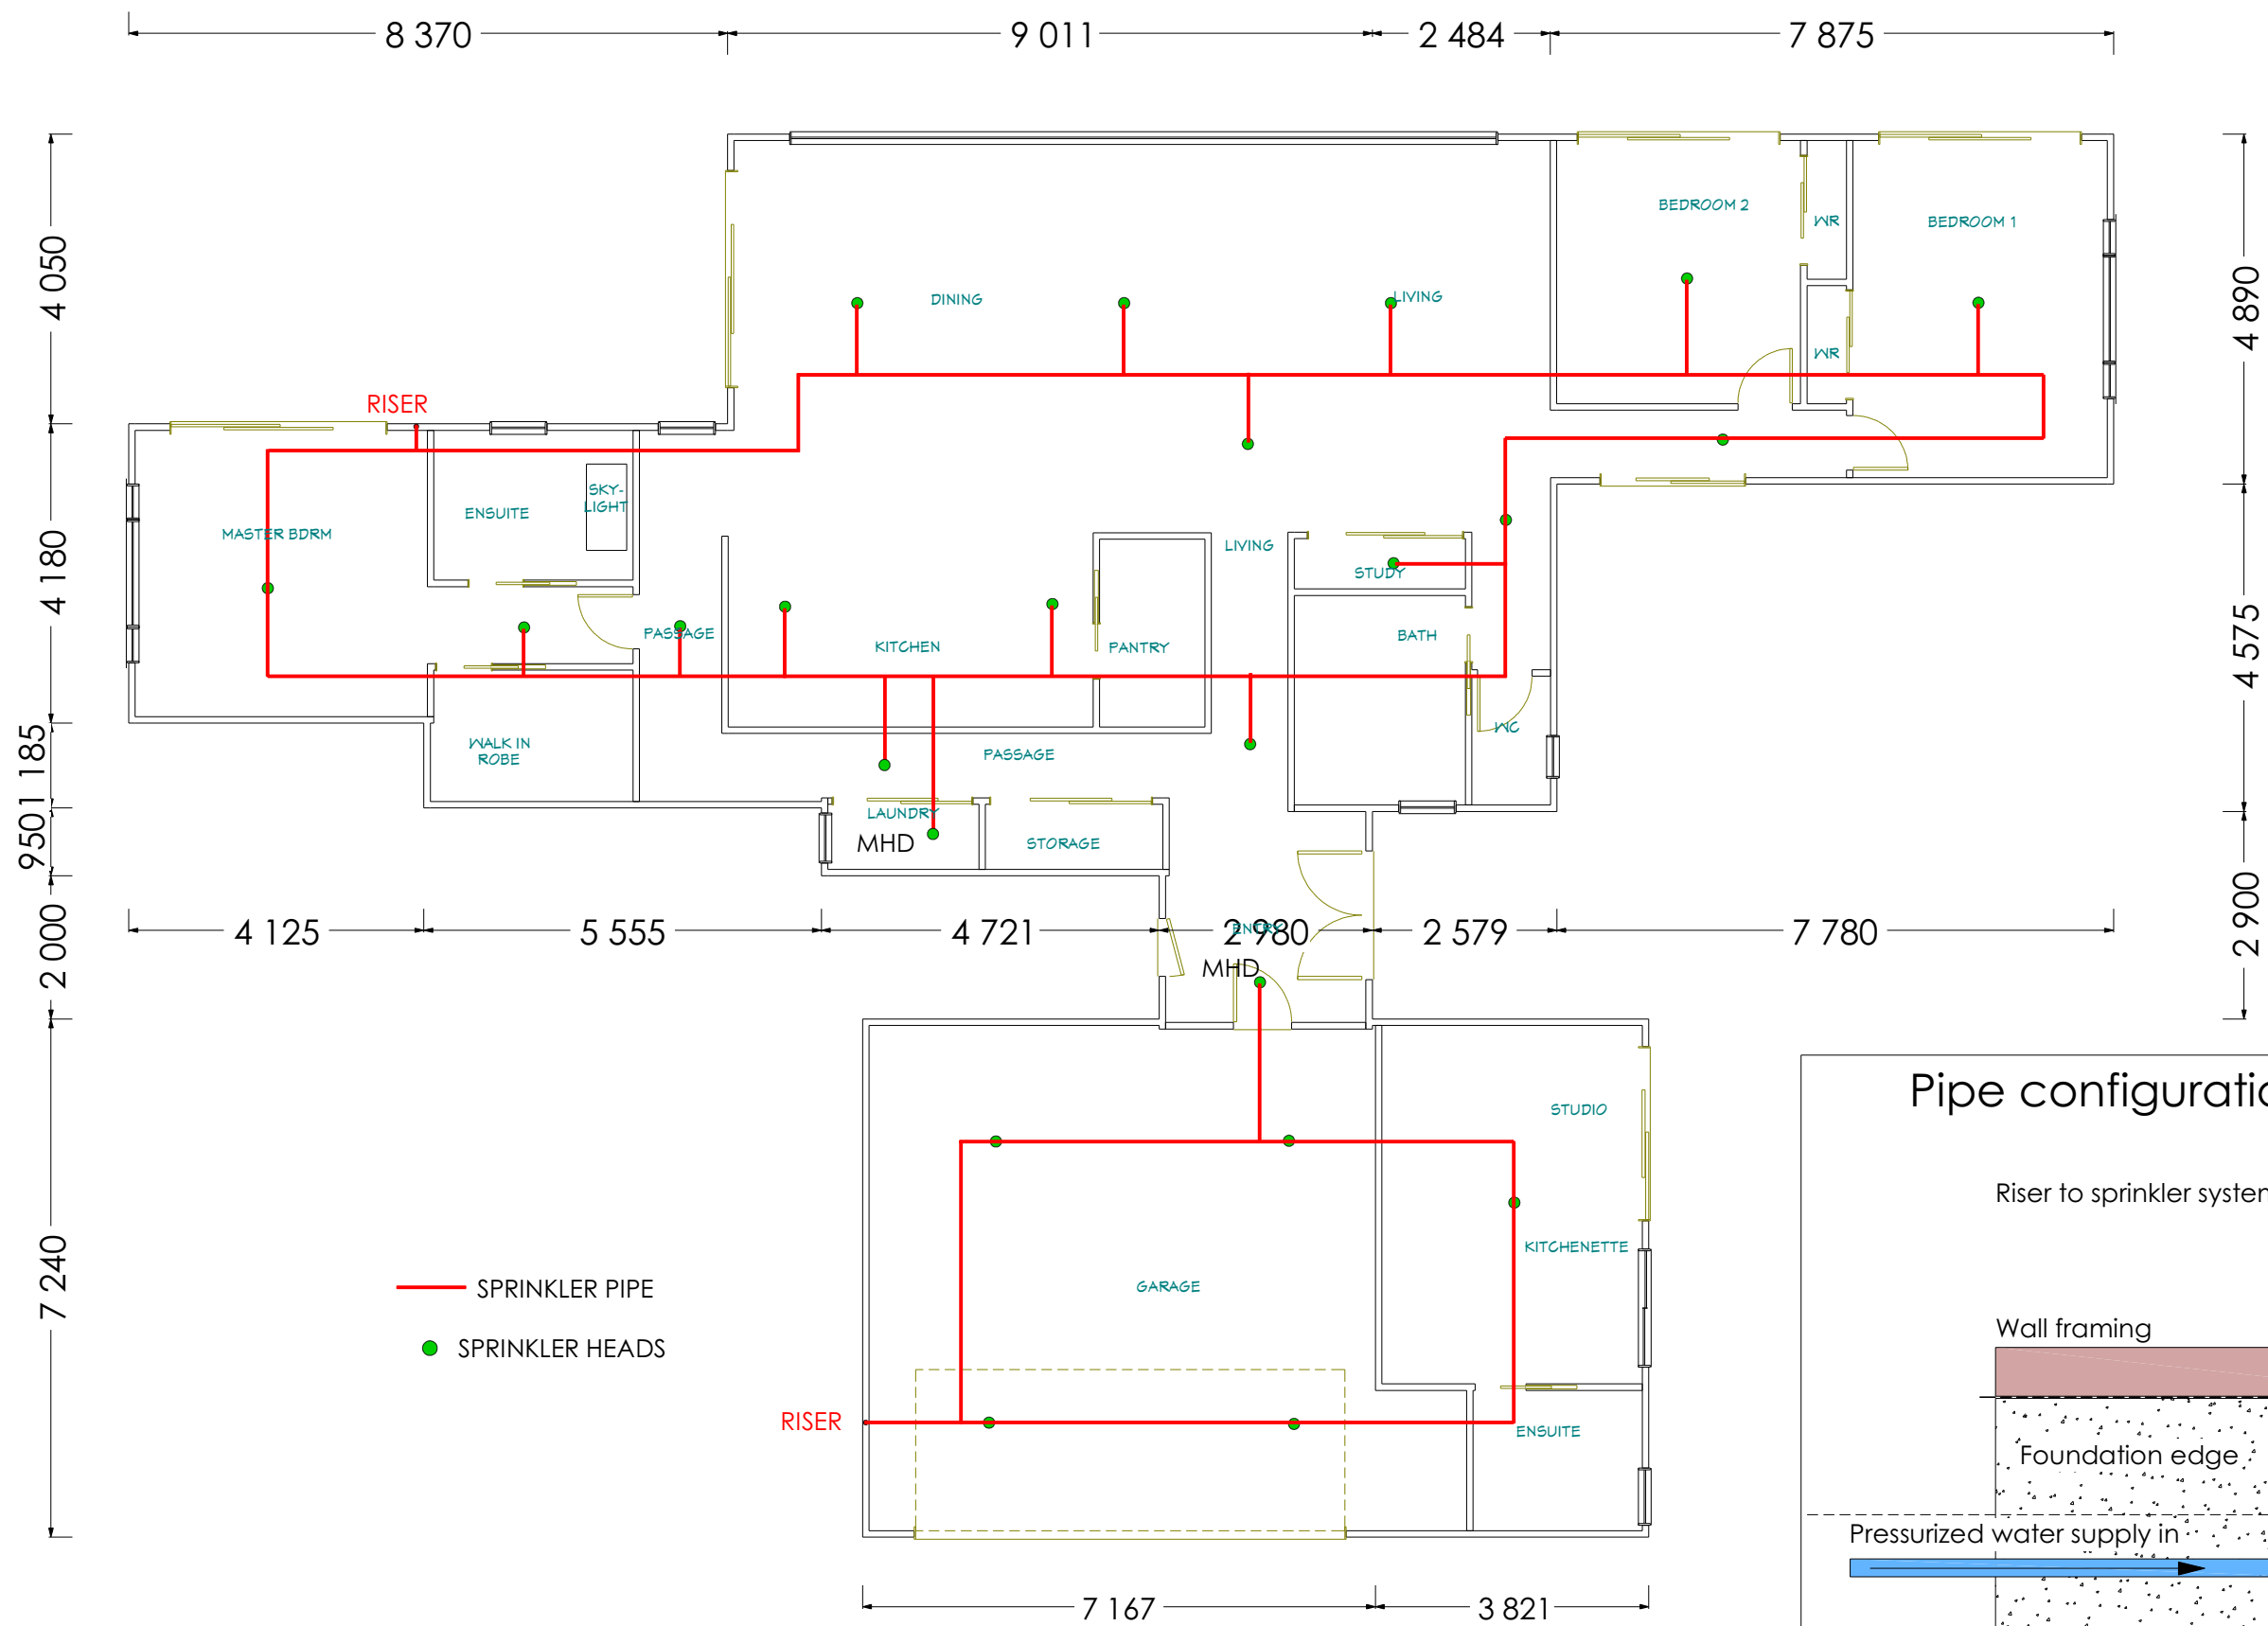 8 370
9 011
2 484
7 875
BEDROOM 2
WR
BEDROOM 1
4 050
DINING
LIVING
4 890
WR
RISER
SKY-
LIGHT
ENSUITE
MASTER BDRM
4 180
LIVING
STUDY
PASSAGE
KITCHEN
PANTRY
BATH
4 575
WC
WALK IN
ROBE
PASSAGE
1 185
LAUNDRY
MHD
STORAGE
950
4 125
5 555
4 721
2 980
ENTRY
2 579
7 780
2 000
2 900
MHD
Pipe configuratio
STUDIO
Riser to sprinkler system
KITCHENETTE
7 240
GARAGE
SPRINKLER PIPE
SPRINKLER HEADS
Wall framing
RISER
ENSUITE
Foundation edge
Pressurized water supply in
7 167
3 821